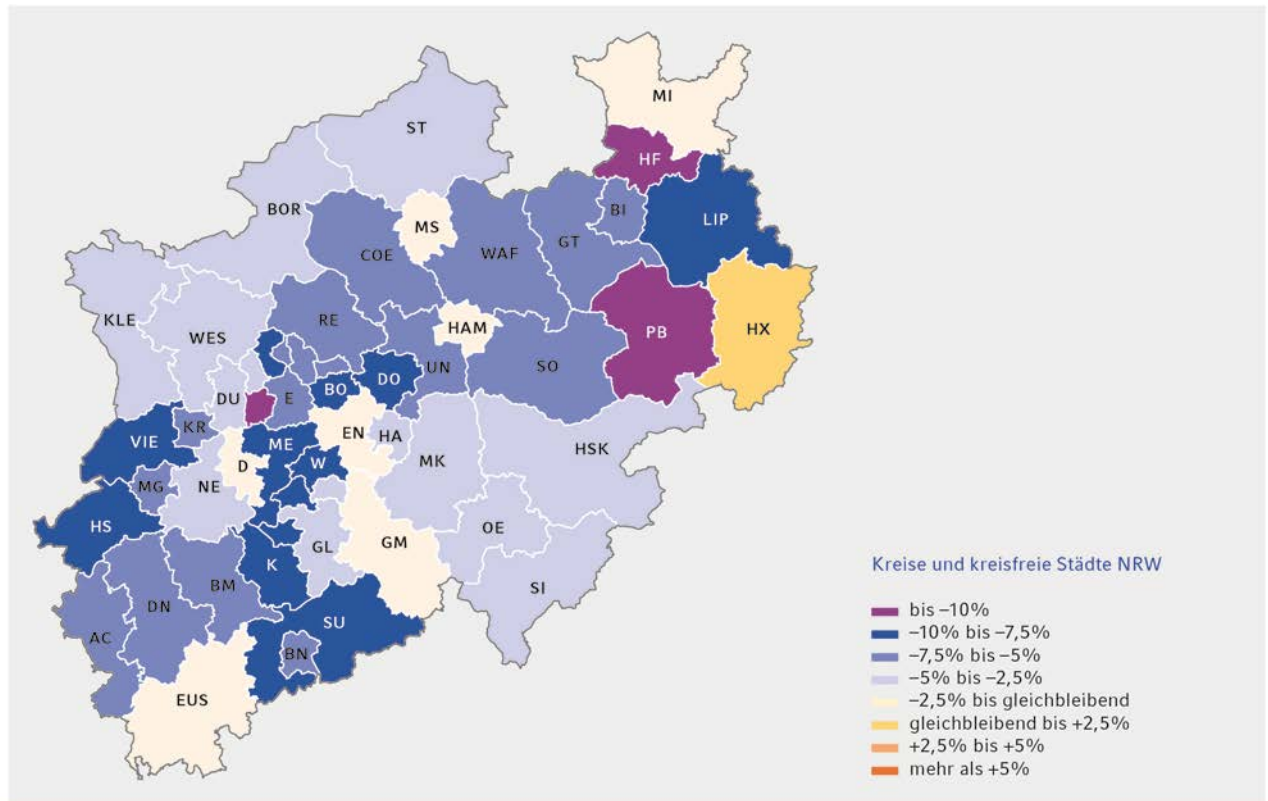 MI
ST
HF
BOR
MS
BI
LIP
COE
WAF
GT
KLE
WES
RE
HAM
PB
HX
UN
SO
DU
E
BO
DO
VIE
KR
ME
EN
HA
HSK
D
W
MK
MG
NE
HS
OE
GL
GM
K
SI
BM
DN
SU
AC
BN
EUS
Kreise und kreisfreie Städte NRW
bis –10%
–10% bis –7,5%
–7,5% bis –5%
–5% bis –2,5%
–2,5% bis gleichbleibend
gleichbleibend bis +2,5%
+2,5% bis +5%
mehr als +5%